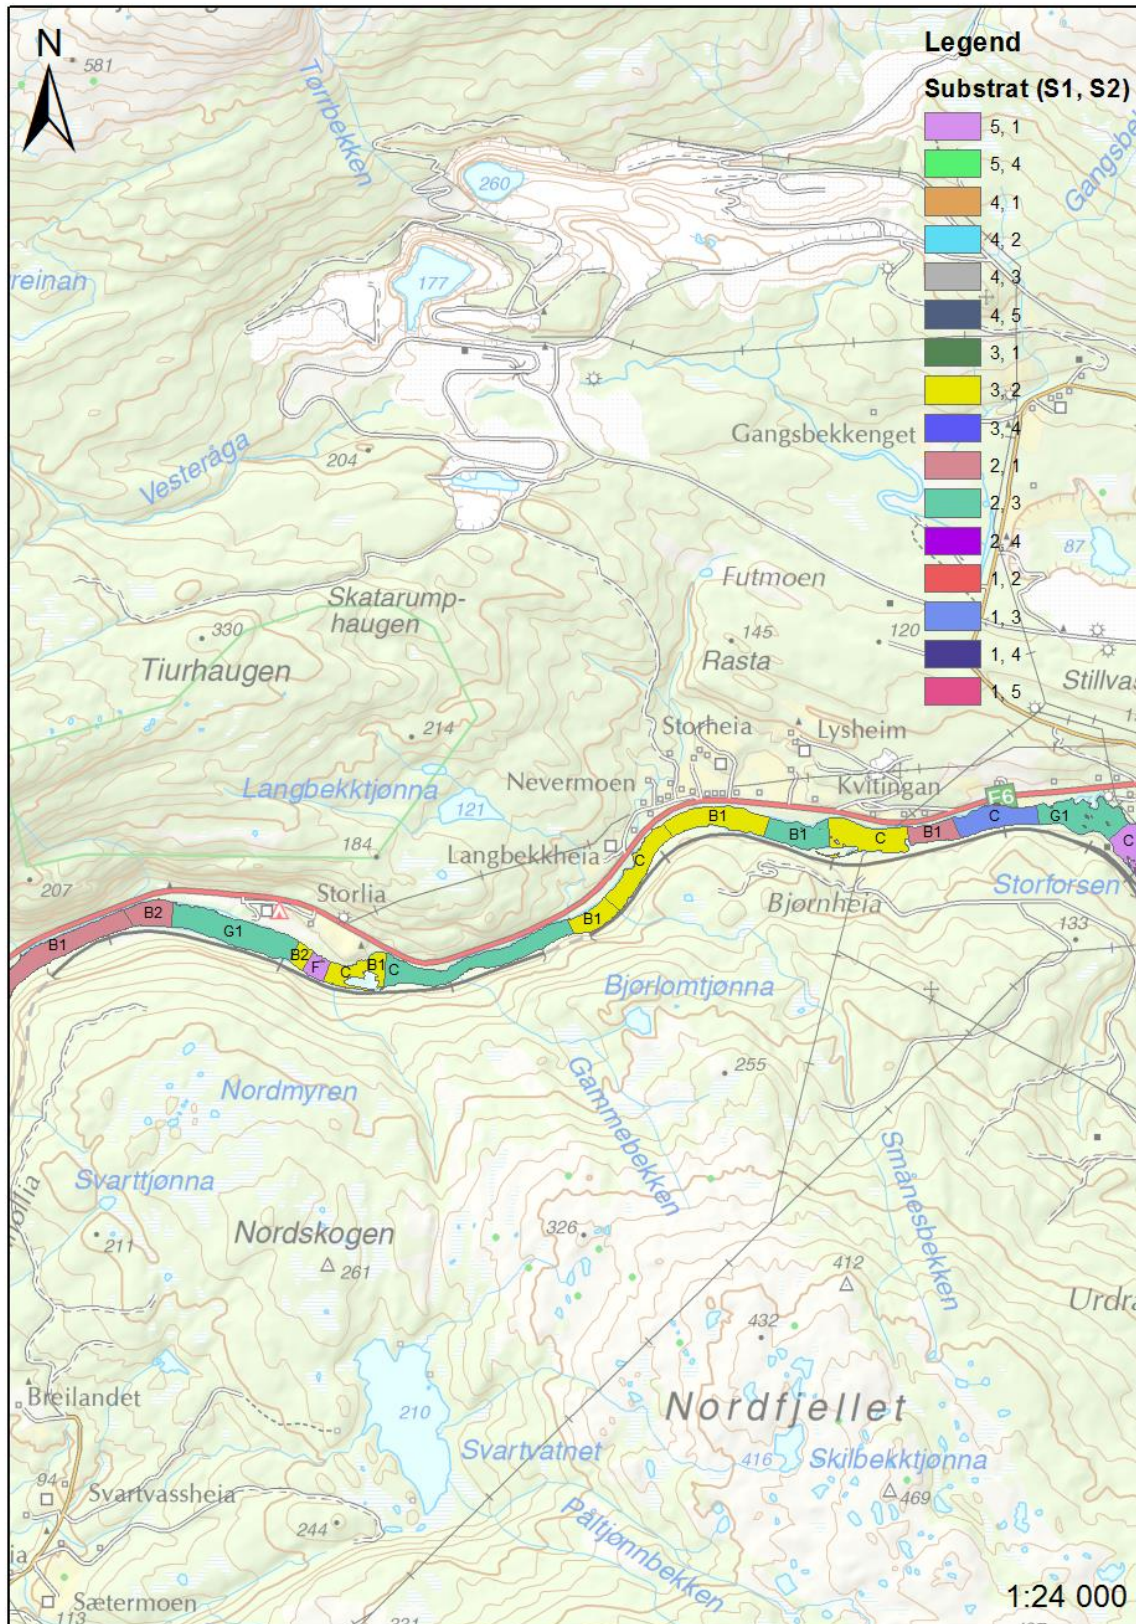 N
581
Tørrbekken
260
177
Vesteråga
204
Legend
Substrat (S1, S2)
5, 1
5, 4
4, 1
4, 2
4, 3
4, 5
3, 1
3, 2
3, 4
2, 1
2, 3
2, 4
1, 2
1, 3
1, 4
1, 5
Gangsbekkenget
87
Futmoen
Skatarump-
haugen
330
145
120
Tiurhaugen
Rasta
214
Storheia
Lysheim
Langbekktjønna
Nevermoen
Kvitingan
121
E6
B1
B1
C
B1
C
G1
C
Langbekkheia
C
184
207
Storlia
Bjørnheia
Storforsen
B1
B2
G1
B2
F
C
B1
C
B1
133
Bjørlomtjønna
255
Nordmyren
Gammebekken
Svarttjønna
Smånesbekken
211
Nordskogen
261
326
412
432
Breilandet
210
Nordfjellet
Svartvatnet
416
Skilbekktjønna
94
Svartvassheia
469
244
Påltjønnbekken
Sætermoen
113
1:24 000